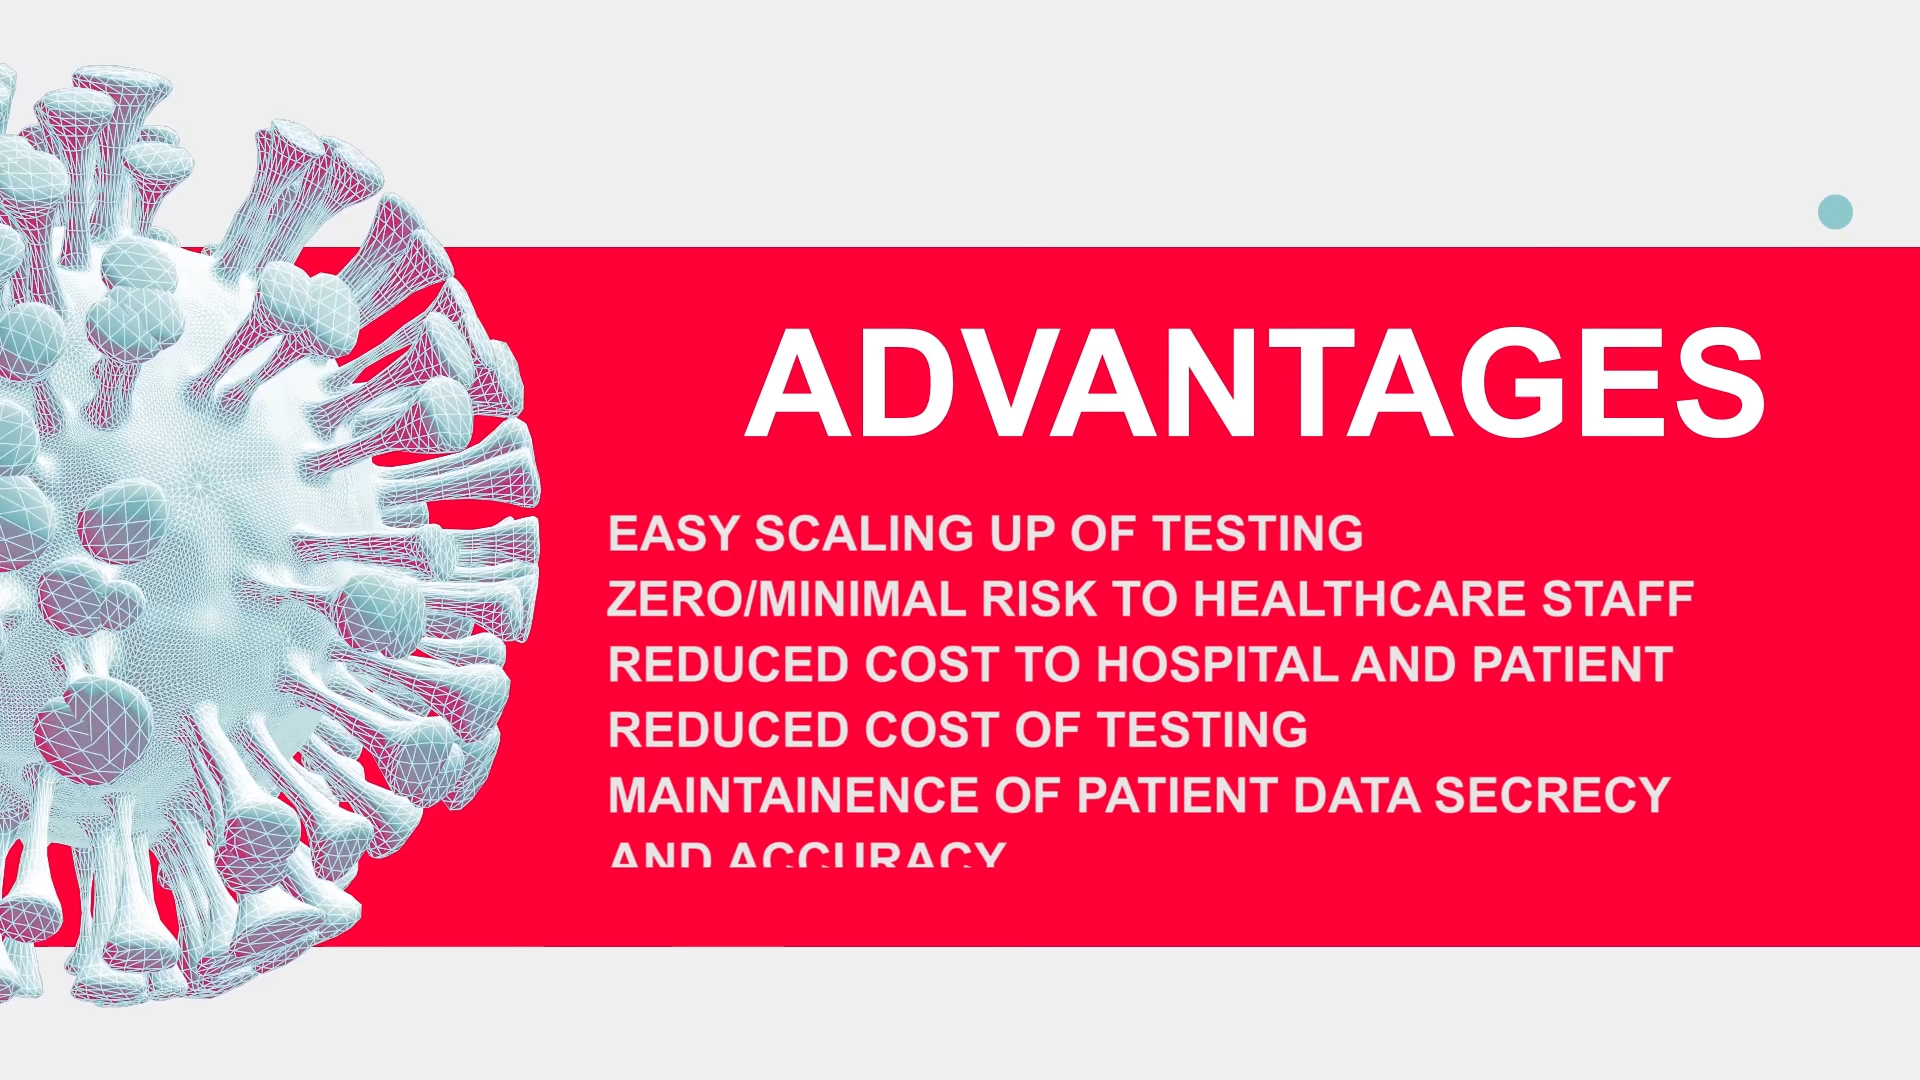 ADVANTAGES
EASY SCALING UP OF TESTING
ZERO/MINIMAL RISK TO HEALTHCARE STAFF
REDUCED COST TO HOSPITAL AND PATIENT
REDUCED COST OF TESTING
MAINTAINENCE OF PATIENT DATA SECRECY
AND ACCURACY